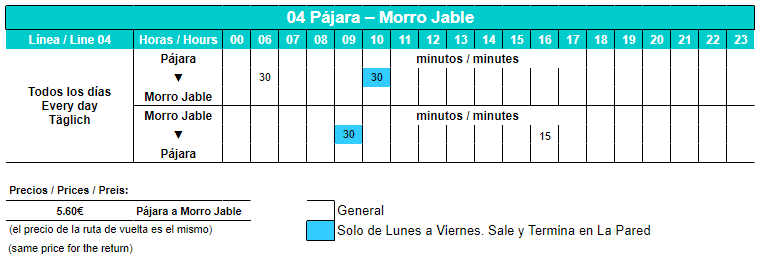 04 Pájara – Morro Jable
Línea / Line 04 Horas / Hours 00 06 07 08 09 10 11 12 13 14 15 16 17 18 19 20 21 22 23
Todos los días
Every day
Täglich
Pájara minutos / minutes
▼ 30 30
Morro Jable
Morro Jable minutos / minutes
▼ 30 15
Pájara
Precios / Prices / Preis:
5.60€ Pájara a Morro Jable
(el precio de la ruta de vuelta es el mismo)
(same price for the return)
General
Solo de Lunes a Viernes. Sale y Termina en La Pared